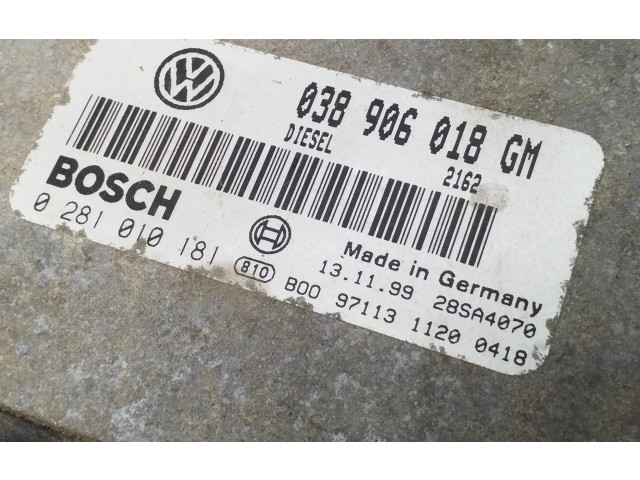 VW
038 906 018 GM
DIESEL 2162
BOSCH
0 281 010 181
Made in Germany
13.11.99 28SA4070
810 B00 97113 1120 0418